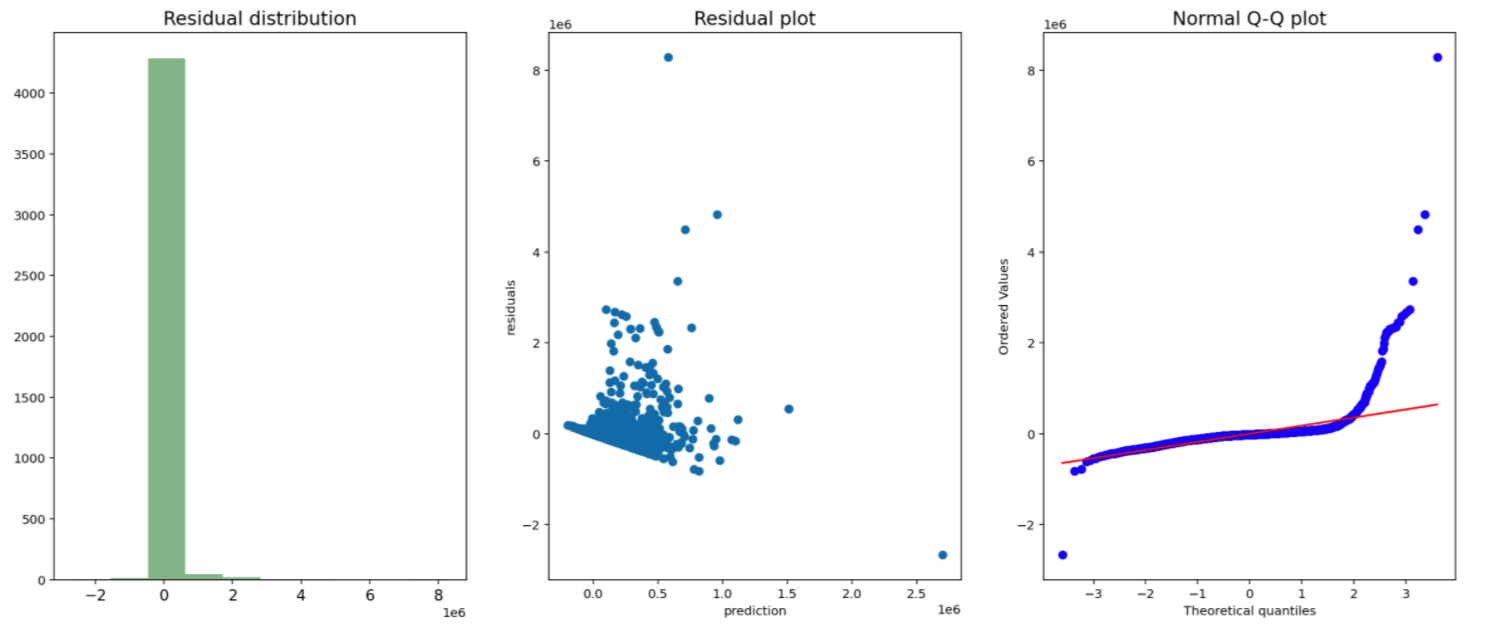 Residual distribution
4000
3500
3000
2500
2000
1500
1000
500
0
−2 0 2 4 6 8
1e6
Residual plot
1e6
8
6
4
2
0
−2
residuals
0.0 0.5 1.0 1.5 2.0 2.5
prediction
1e6
Normal Q-Q plot
1e6
8
6
4
2
0
−2
Ordered Values
−3 −2 −1 0 1 2 3
Theoretical quantiles